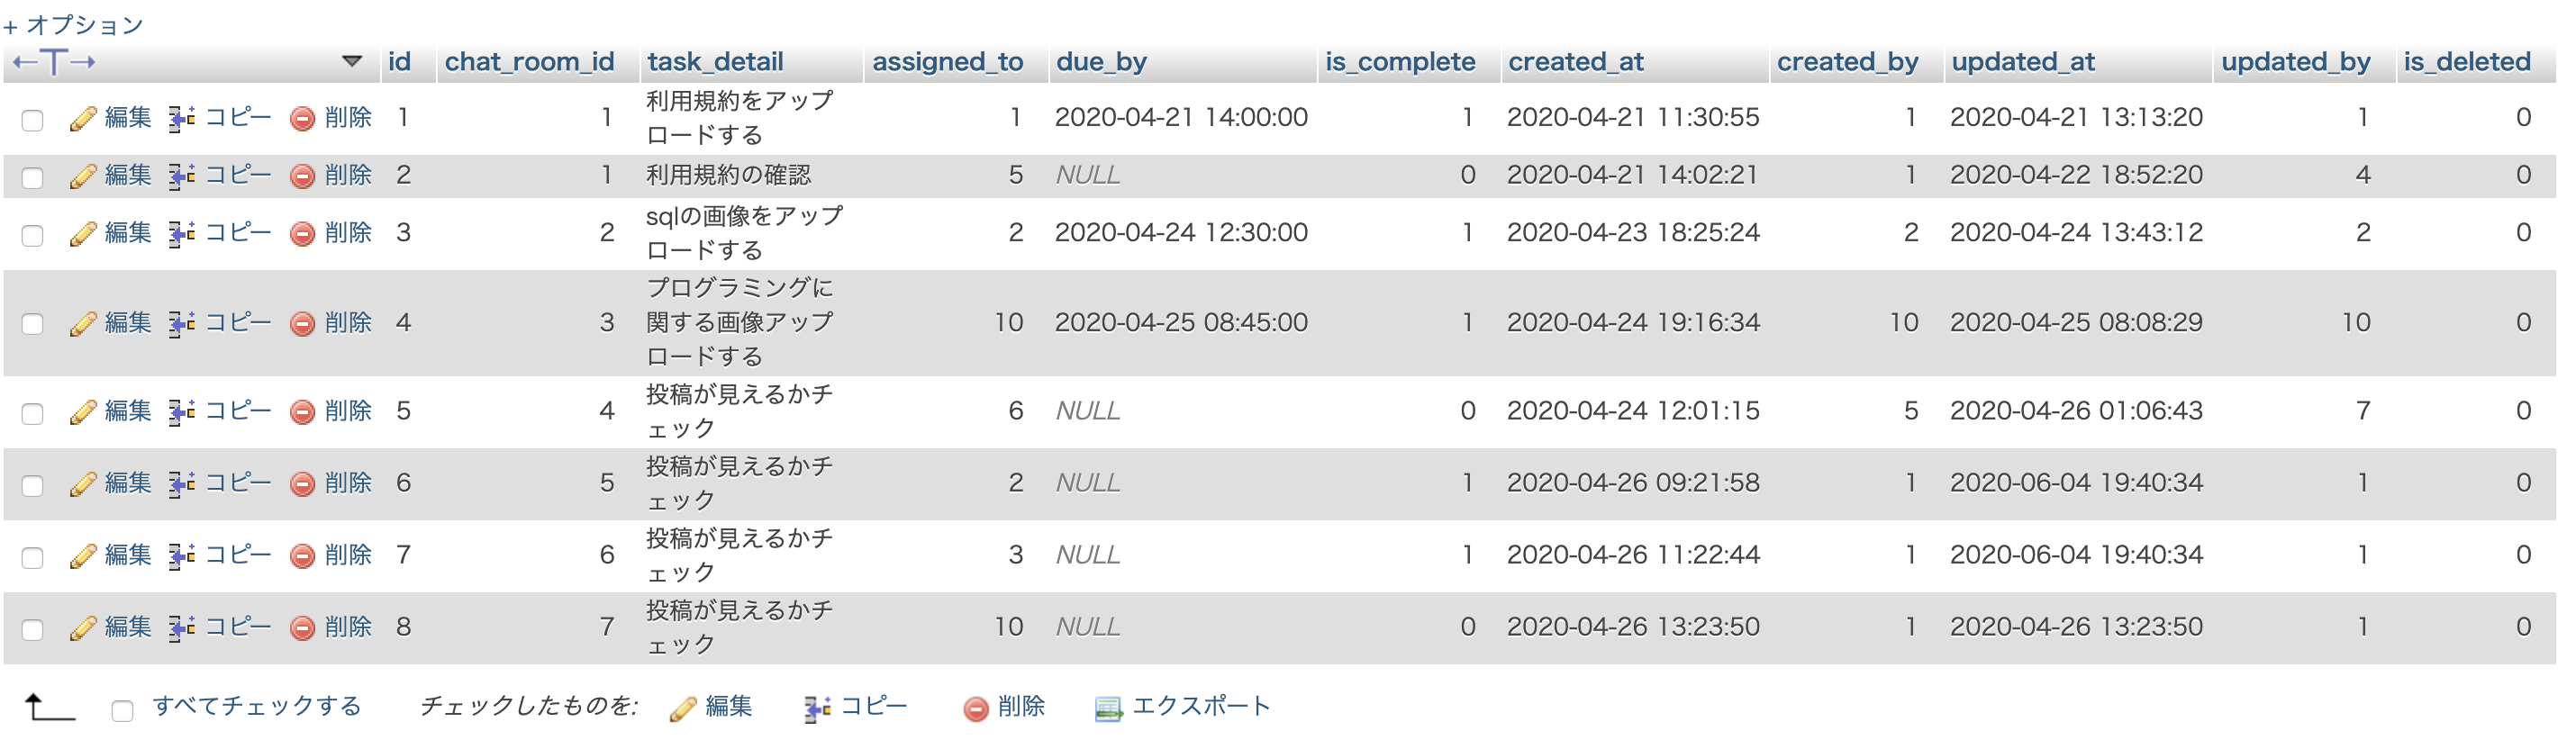 + オプション
←T→ id chat_room_id task_detail assigned_to due_by is_complete created_at created_by updated_at updated_by is_deleted
編集 コピー 削除 1 1 利用規約をアップ
ロードする 1 2020-04-21 14:00:00 1 2020-04-21 11:30:55 1 2020-04-21 13:13:20 1 0
編集 コピー 削除 2 1 利用規約の確認 5 NULL 0 2020-04-21 14:02:21 1 2020-04-22 18:52:20 4 0
編集 コピー 削除 3 2 sqlの画像をアップ
ロードする 2 2020-04-24 12:30:00 1 2020-04-23 18:25:24 2 2020-04-24 13:43:12 2 0
編集 コピー 削除 4 3 プログラミングに
関する画像アップ
ロードする 10 2020-04-25 08:45:00 1 2020-04-24 19:16:34 10 2020-04-25 08:08:29 10 0
編集 コピー 削除 5 4 投稿が見えるかチ
ェック 6 NULL 0 2020-04-24 12:01:15 5 2020-04-26 01:06:43 7 0
編集 コピー 削除 6 5 投稿が見えるかチ
ェック 2 NULL 1 2020-04-26 09:21:58 1 2020-06-04 19:40:34 1 0
編集 コピー 削除 7 6 投稿が見えるかチ
ェック 3 NULL 1 2020-04-26 11:22:44 1 2020-06-04 19:40:34 1 0
編集 コピー 削除 8 7 投稿が見えるかチ
ェック 10 NULL 0 2020-04-26 13:23:50 1 2020-04-26 13:23:50 1 0
すべてチェックする チェックしたものを: 編集 コピー 削除 エクスポート